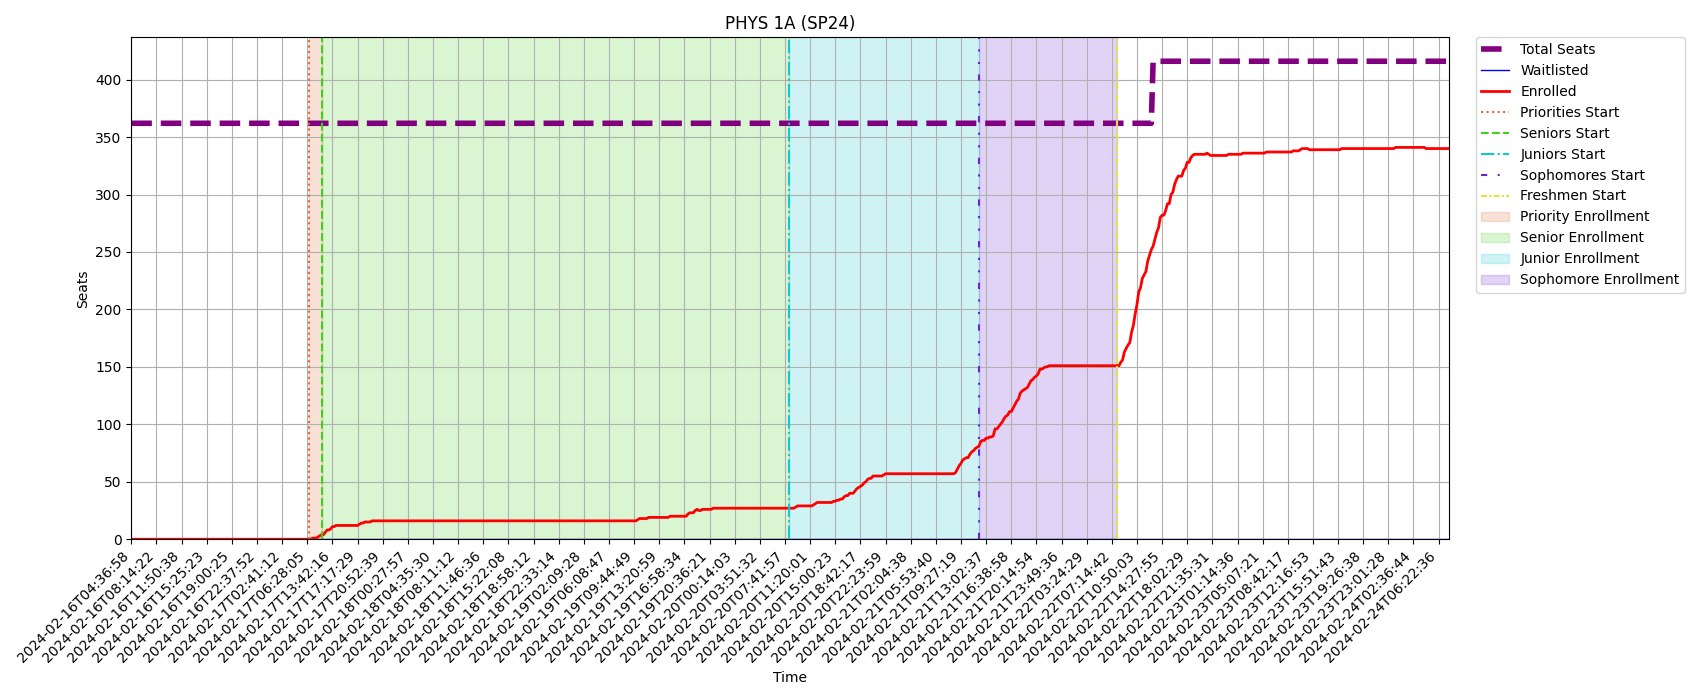 PHYS 1A (SP24)
Seats
400
350
300
250
200
150
100
50
0
2024-02-16T04:36:58
2024-02-16T08:14:22
2024-02-16T11:50:38
2024-02-16T15:25:23
2024-02-16T19:00:25
2024-02-16T22:37:52
2024-02-17T02:41:12
2024-02-17T06:28:05
2024-02-17T13:42:16
2024-02-17T17:17:29
2024-02-17T20:52:39
2024-02-18T00:27:57
2024-02-18T04:35:30
2024-02-18T08:11:12
2024-02-18T11:46:36
2024-02-18T15:22:08
2024-02-18T18:58:12
2024-02-18T22:33:14
2024-02-19T02:09:28
2024-02-19T06:08:47
2024-02-19T09:44:49
2024-02-19T13:20:59
2024-02-19T16:58:34
2024-02-19T20:36:21
2024-02-20T00:14:03
2024-02-20T03:51:32
2024-02-20T07:41:57
2024-02-20T11:20:01
2024-02-20T15:00:23
2024-02-20T18:42:17
2024-02-20T22:23:59
2024-02-21T02:04:38
2024-02-21T05:53:40
2024-02-21T09:27:19
2024-02-21T13:02:37
2024-02-21T16:38:58
2024-02-21T20:14:54
2024-02-21T23:49:36
2024-02-22T03:24:29
2024-02-22T07:14:42
2024-02-22T10:50:03
2024-02-22T14:27:55
2024-02-22T18:02:29
2024-02-22T21:35:31
2024-02-23T01:14:36
2024-02-23T05:07:21
2024-02-23T08:42:17
2024-02-23T12:16:53
2024-02-23T15:51:43
2024-02-23T19:26:38
2024-02-23T23:01:28
2024-02-24T02:36:44
2024-02-24T06:22:36
Time
Total Seats
Waitlisted
Enrolled
Priorities Start
Seniors Start
Juniors Start
Sophomores Start
Freshmen Start
Priority Enrollment
Senior Enrollment
Junior Enrollment
Sophomore Enrollment